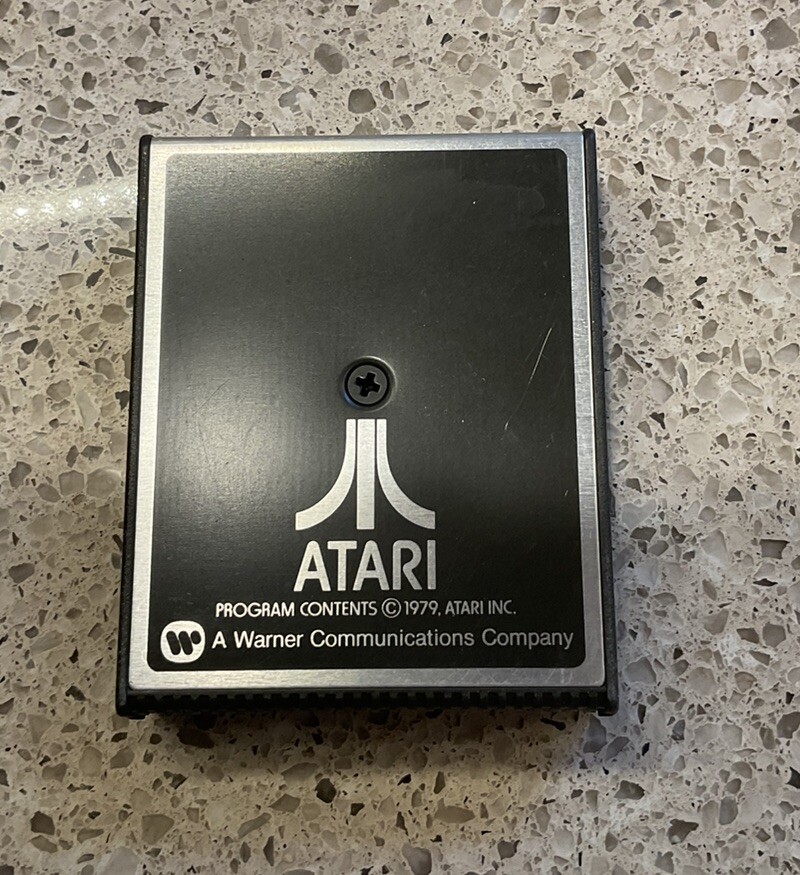 ATARI
PROGRAM CONTENTS ©1979, ATARI INC.
A Warner Communications Company